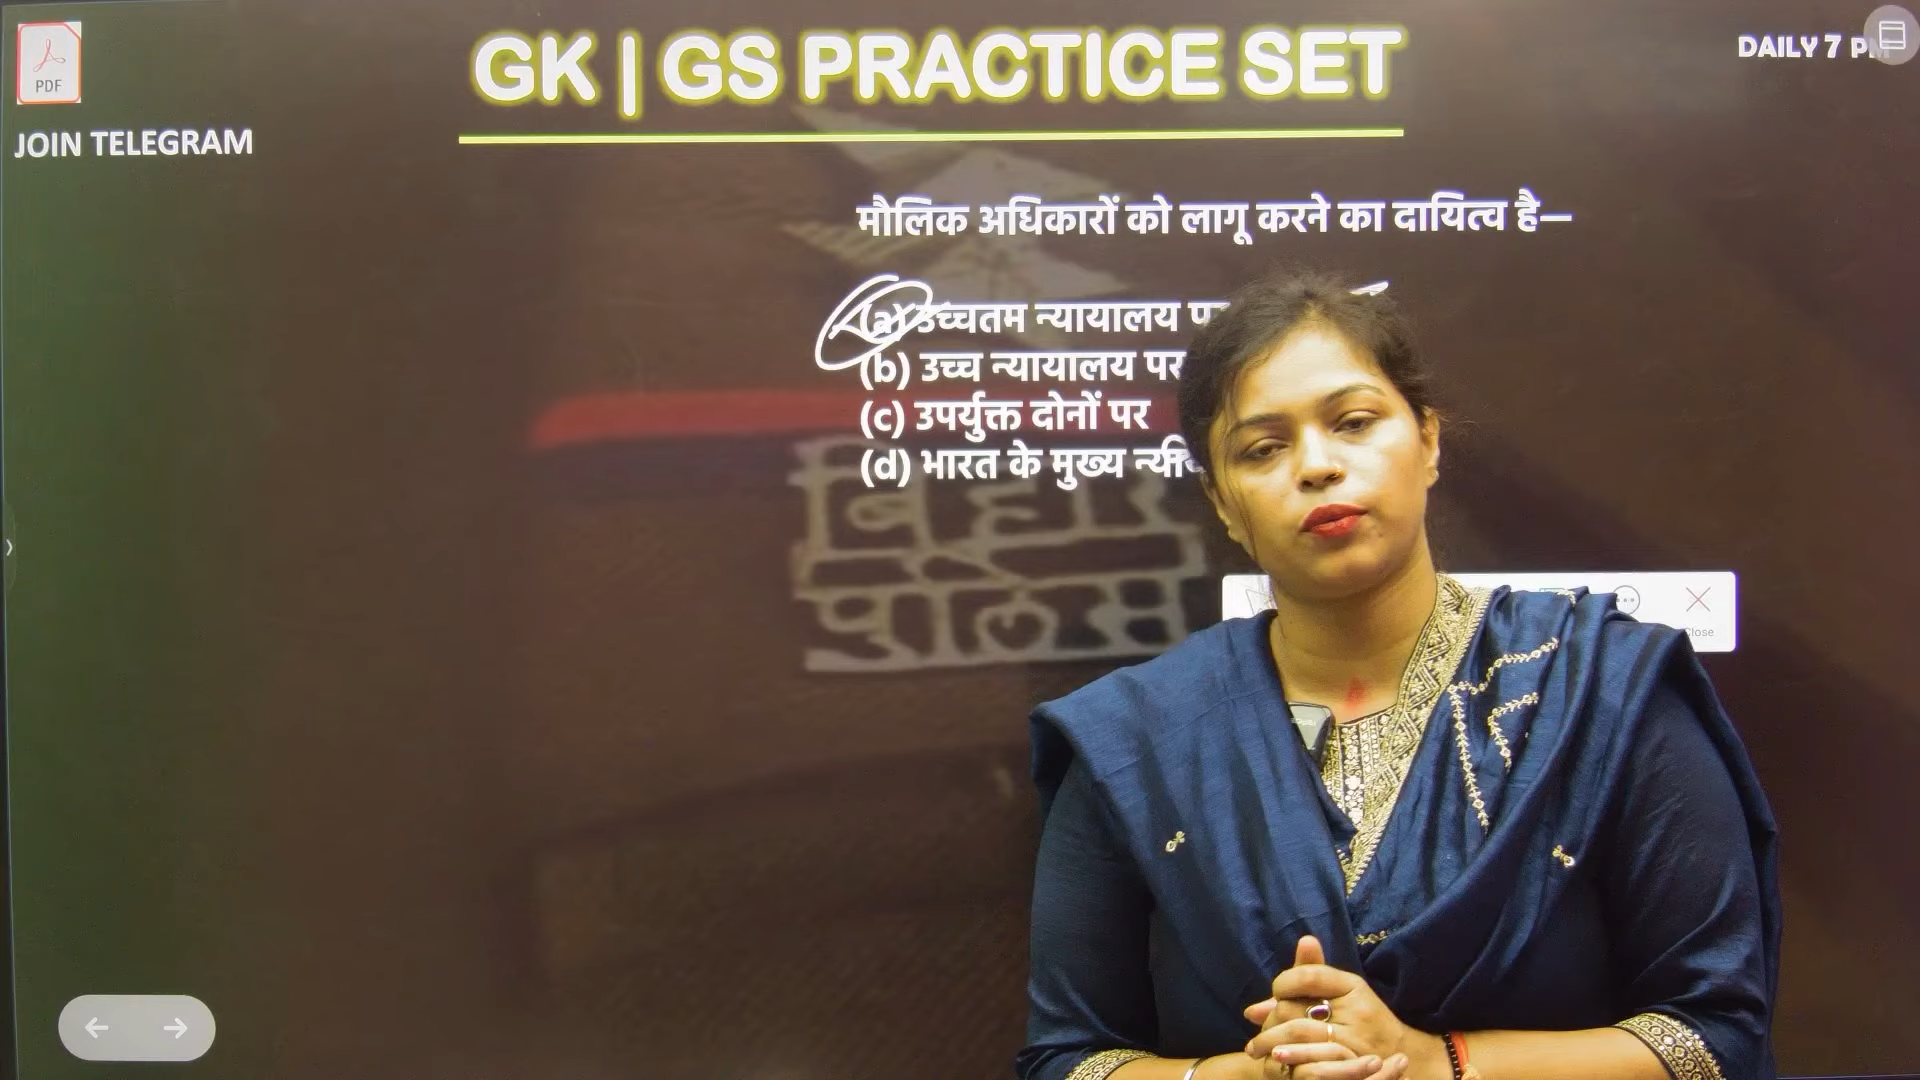 GK | GS PRACTICE SET
DAILY 7
PDF
JOIN TELEGRAM
मौलिक अधिकारों को लागू करने का दायित्व है—
(a) उच्चतम न्यायालय
(b) उच्च न्यायालय पर
(c) उपर्युक्त दोनों पर
(d) भारत के मुख्य
बिहार
पुलिस
Close